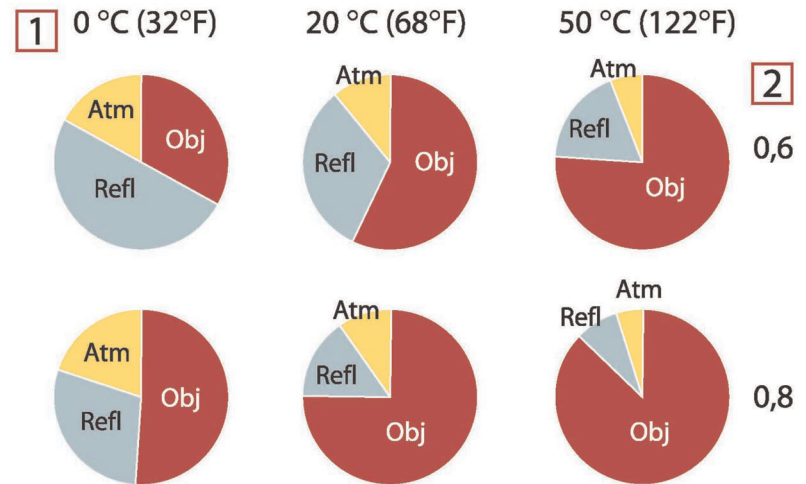 1 0 °C (32°F) 20 °C (68°F) 50 °C (122°F)
2
Atm Obj Refl
Atm Refl Obj
Atm Refl Obj
0,6
Atm Obj Refl
Atm Refl Obj
Atm Refl Obj
0,8